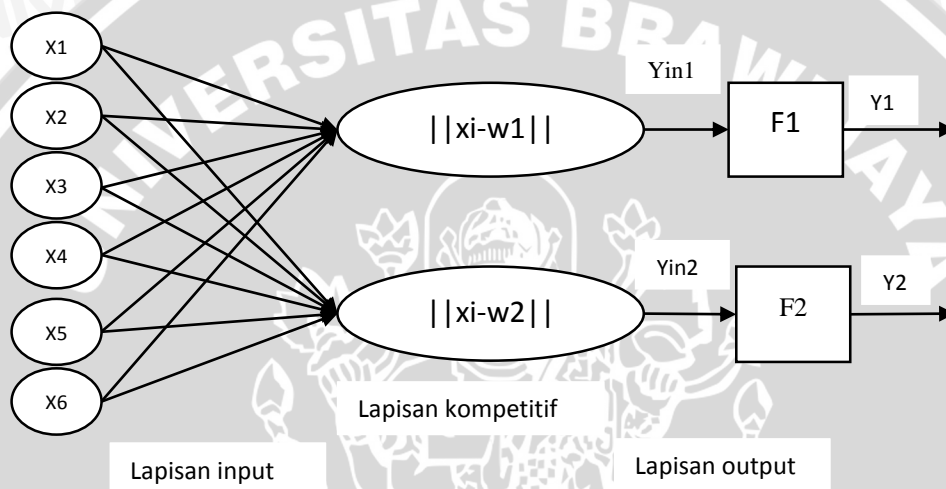 UNIVERSITAS BRAWIJAYA
X1
X2
X3
X4
X5
X6
||xi-w1||
||xi-w2||
Yin1
F1
Y1
Yin2
F2
Y2
Lapisan kompetitif
Lapisan input
Lapisan output